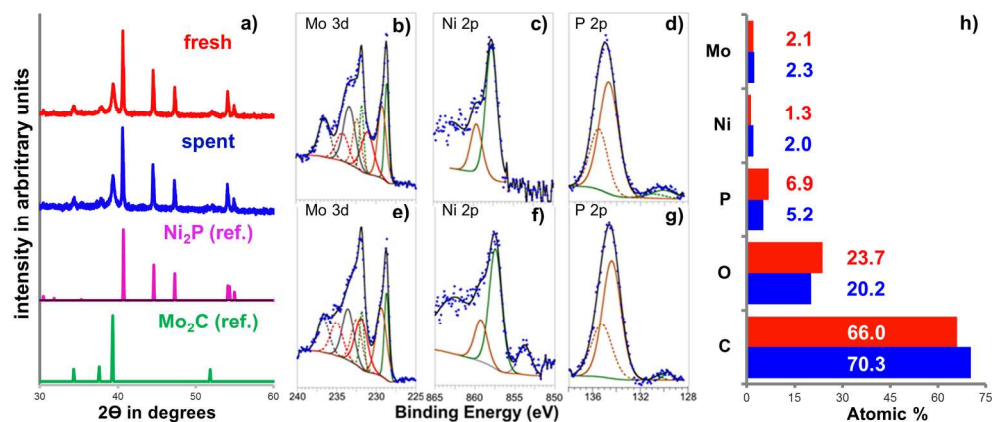 a)
fresh
spent
Ni₂P (ref.)
Mo₂C (ref.)
intensity in arbritrary units
30 40 50 60
2Ɵ in degrees
Mo 3d b)
Ni 2p c)
P 2p d)
Mo 3d e)
Ni 2p f)
g)
P 2p
240 235 230 225
865 860 855 850
136 132 128
Binding Energy (eV)
h)
Mo 2.1
2.3
Ni 1.3
2.0
P 6.9
5.2
O 23.7
20.2
C 66.0
70.3
0 15 30 45 60 75
Atomic %